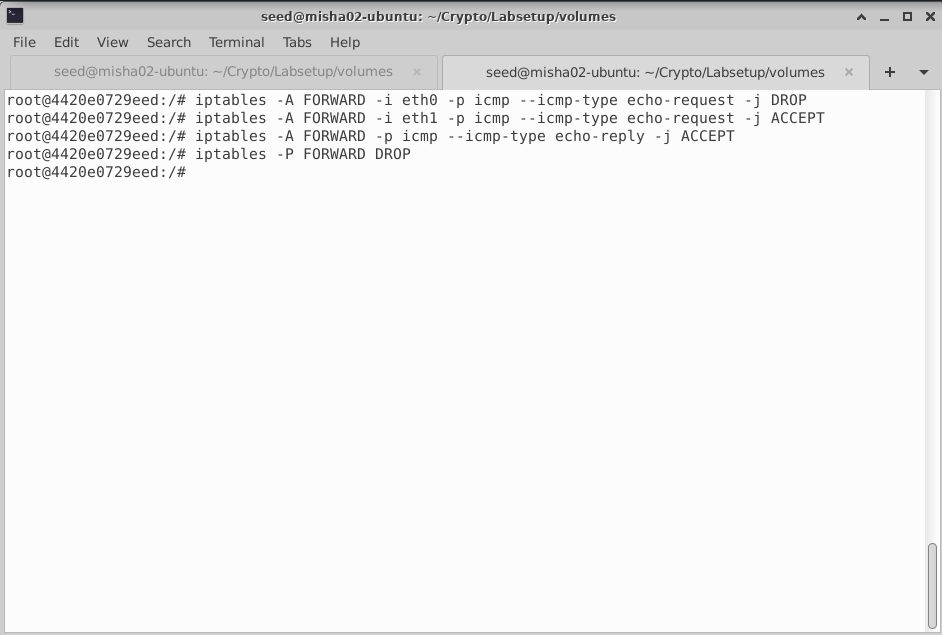 seed@misha02-ubuntu: ~/Crypto/Labsetup/volumes
File Edit View Search Terminal Tabs Help
seed@misha02-ubuntu: ~/Crypto/Labsetup/volumes seed@misha02-ubuntu: ~/Crypto/Labsetup/volumes
root@4420e0729eed:/# iptables -A FORWARD -i eth0 -p icmp --icmp-type echo-request -j DROP
root@4420e0729eed:/# iptables -A FORWARD -i eth1 -p icmp --icmp-type echo-request -j ACCEPT
root@4420e0729eed:/# iptables -A FORWARD -p icmp --icmp-type echo-reply -j ACCEPT
root@4420e0729eed:/# iptables -P FORWARD DROP
root@4420e0729eed:/#